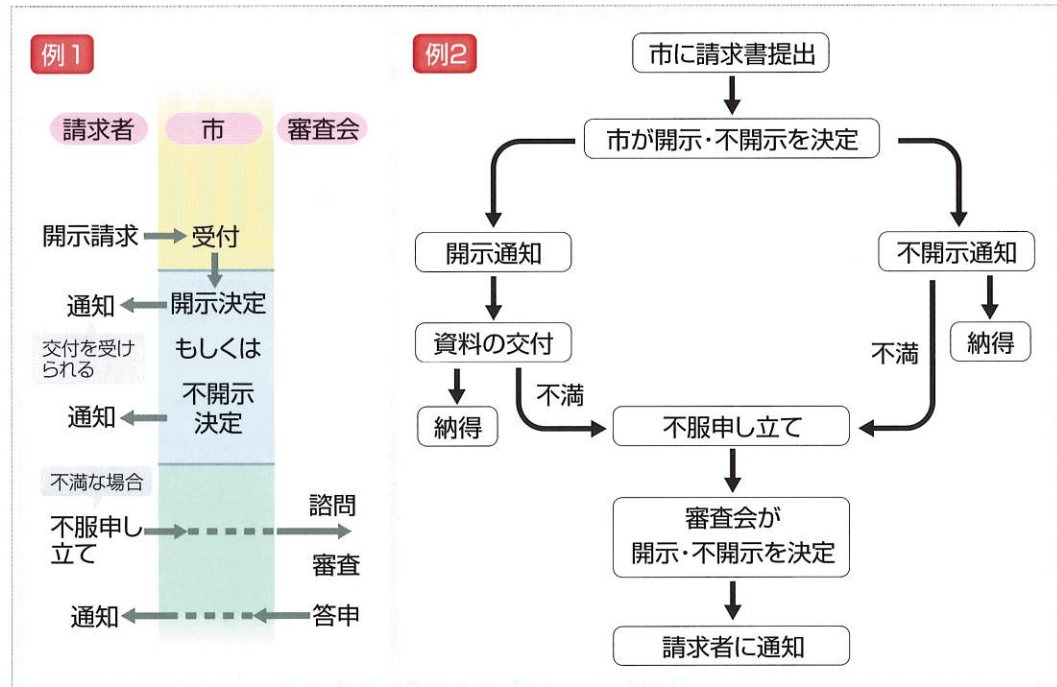 例1
請求者
市
審査会
開示請求
受付
通知
開示決定
交付を受け
られる
もしくは
通知
不開示
決定
不満な場合
不服申し
立て
諮問
審査
通知
答申
例2
市に請求書提出
市が開示・不開示を決定
開示通知
不開示通知
資料の交付
納得
不満
不満
納得
不服申し立て
審査会が
開示・不開示を決定
請求者に通知